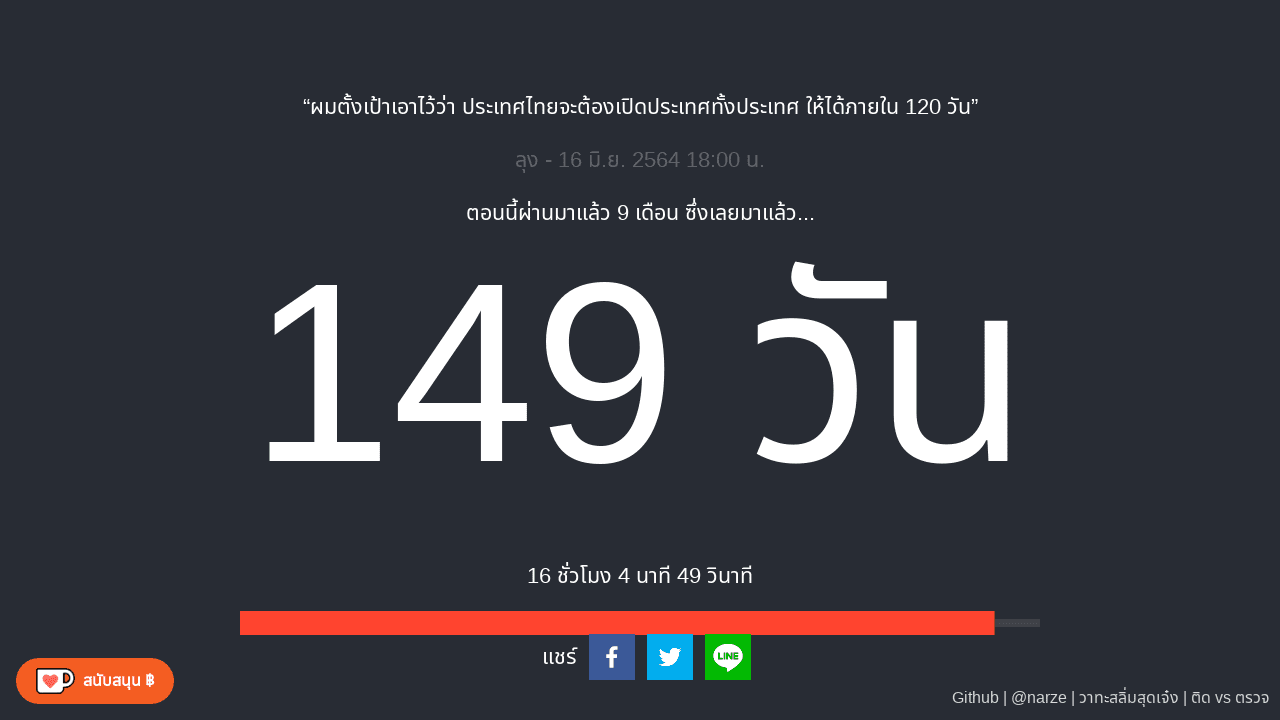 “ผมตั้งเป้าเอาไว้ว่า ประเทศไทยจะต้องเปิดประเทศทั้งประเทศ ให้ได้ภายใน 120 วัน”
ลุง - 16 มิ.ย. 2564 18:00 น.
ตอนนี้ผ่านมาแล้ว 9 เดือน ซึ่งเลยมาแล้ว...
149 วัน
16 ชั่วโมง 4 นาที 49 วินาที
แชร์
LINE
สนับสนุน ฿
Github | @narze | วาทะสลิ่มสุดเจ๋ง | ติด vs ตรวจ